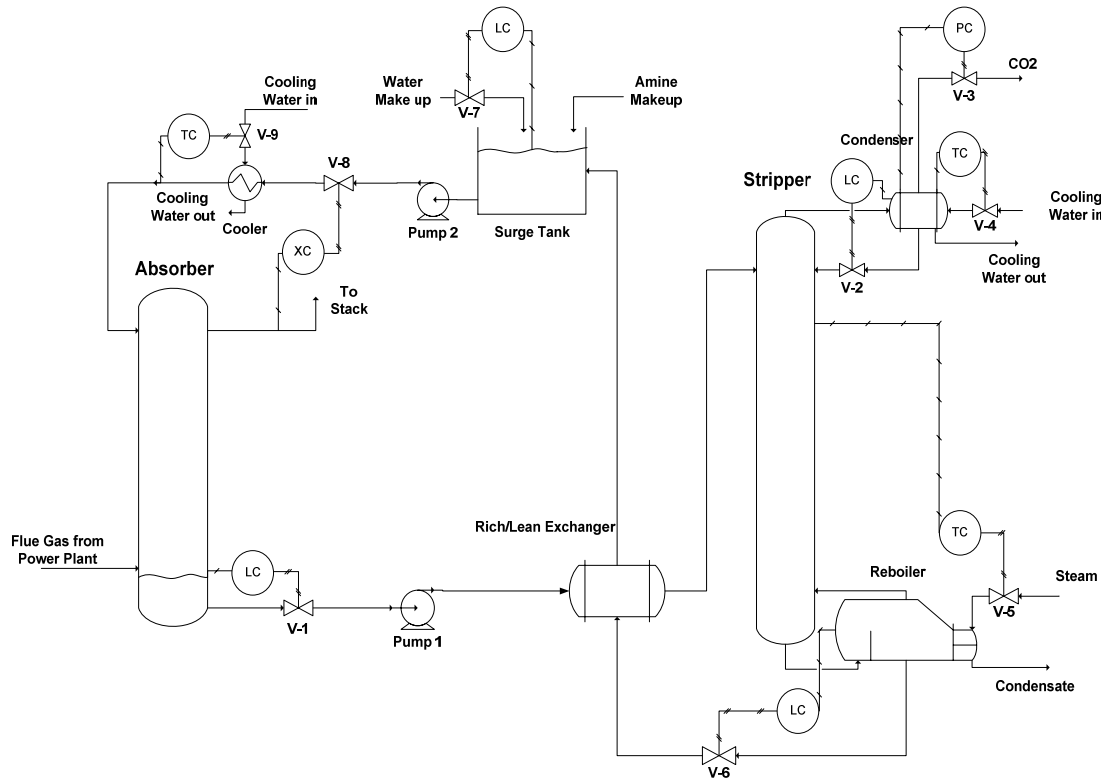 LC
PC
CO2
V-3
Cooling
Water in
Water
Make up
V-7
Amine
Makeup
TC
V-9
V-8
Condenser
TC
LC
Stripper
Cooling
Water out
Cooler
Pump 2
Surge Tank
V-4
Cooling
Water in
XC
Absorber
V-2
Cooling
Water out
To
Stack
Rich/Lean Exchanger
TC
Flue Gas from
Power Plant
LC
Reboiler
Steam
V-1
V-5
Pump 1
Condensate
LC
V-6